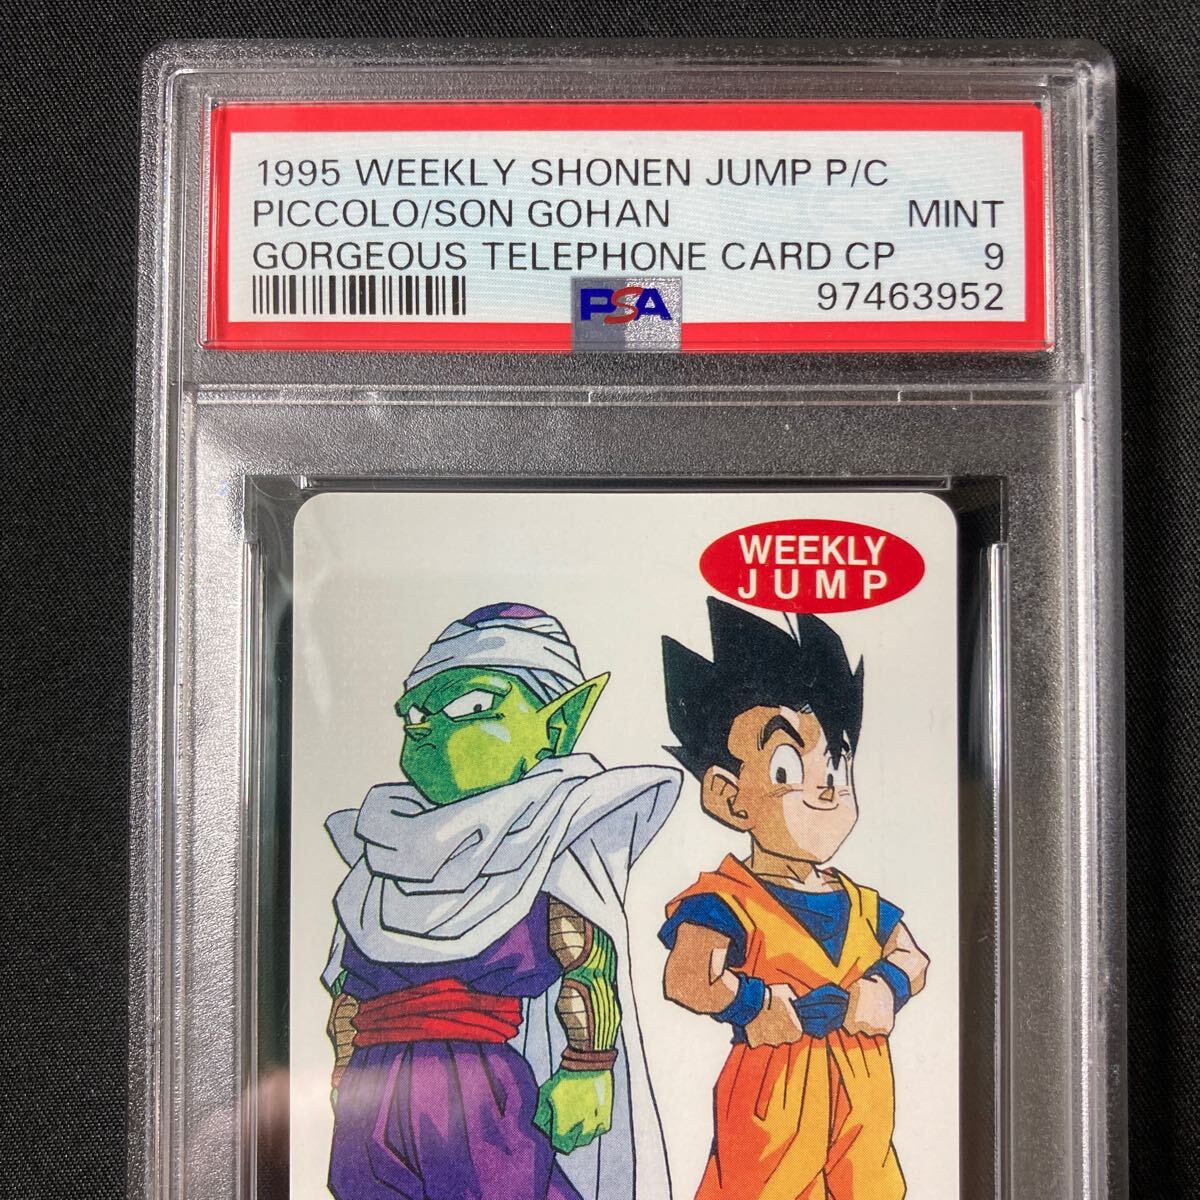 1995 WEEKLY SHONEN JUMP P/C
PICCOLO/SON GOHAN MINT
GORGEOUS TELEPHONE CARD CP 9
PSA 97463952
WEEKLY
JUMP